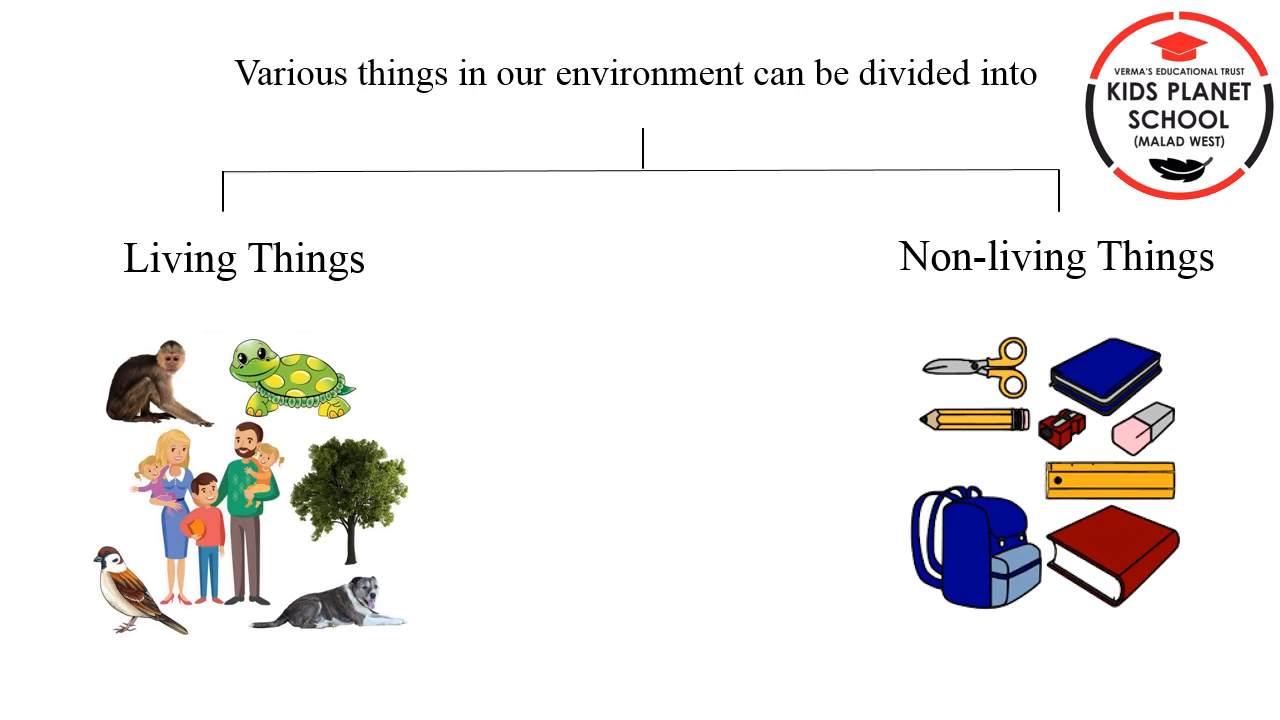 Various things in our environment can be divided into
VERMA'S EDUCATIONAL TRUST
KIDS PLANET
SCHOOL
(MALAD WEST)
Living Things
Non-living Things